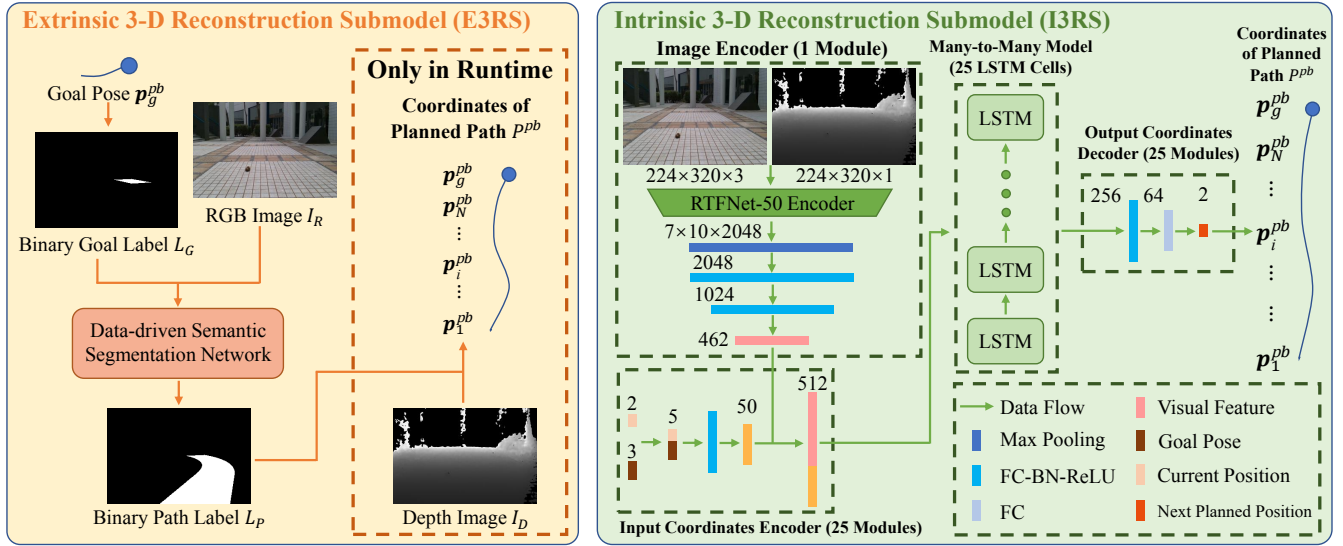 Extrinsic 3-D Reconstruction Submodel (E3RS)
Goal Pose p_g^{pb}
Binary Goal Label L_G
RGB Image I_R
Data-driven Semantic
Segmentation Network
Binary Path Label L_P
Only in Runtime
Coordinates of
Planned Path P^{pb}
p_g^{pb}
p_N^{pb}
⋮
p_i^{pb}
⋮
p_1^{pb}
Depth Image I_D
Intrinsic 3-D Reconstruction Submodel (I3RS)
Image Encoder (1 Module)
224×320×3
224×320×1
RTFNet-50 Encoder
7×10×2048
2048
1024
462
2
3
5
50
512
Input Coordinates Encoder (25 Modules)
Many-to-Many Model
(25 LSTM Cells)
LSTM
LSTM
LSTM
Output Coordinates
Decoder (25 Modules)
256
64
2
Coordinates
of Planned
Path P^{pb}
p_g^{pb}
p_N^{pb}
⋮
p_i^{pb}
⋮
⋮
p_1^{pb}
Data Flow
Max Pooling
FC-BN-ReLU
FC
Visual Feature
Goal Pose
Current Position
Next Planned Position